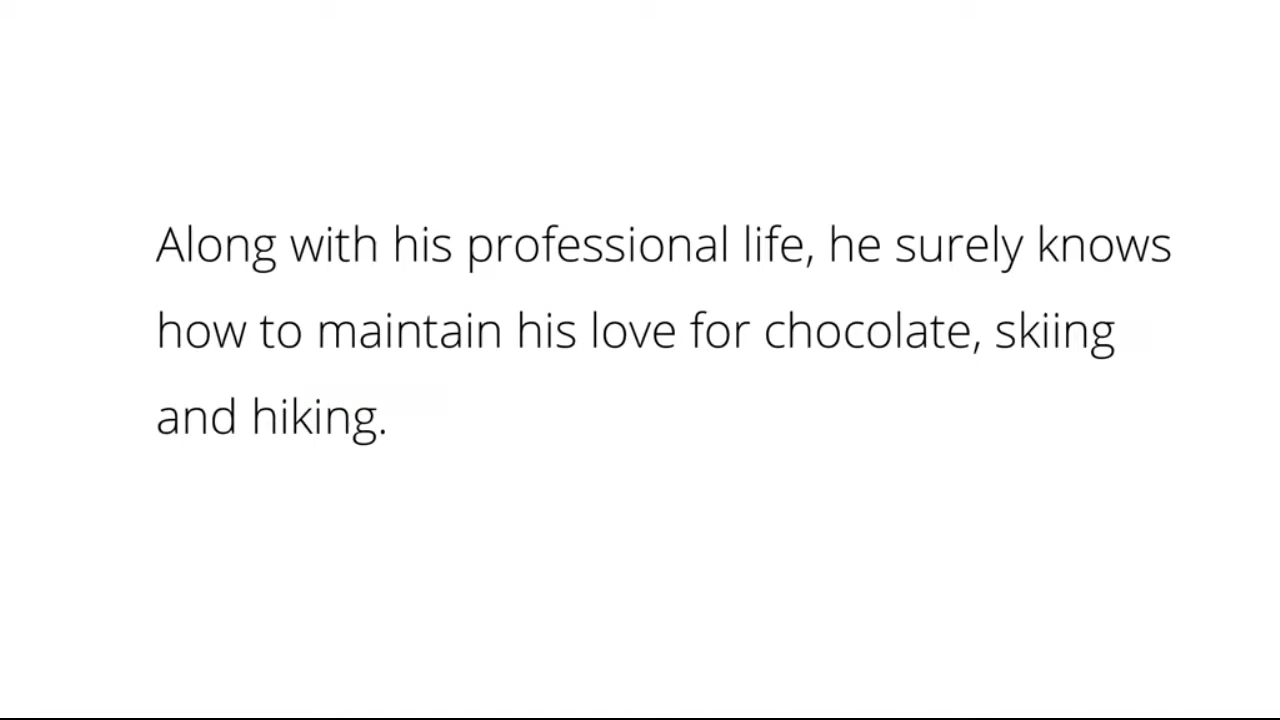 Along with his professional life, he surely knows
how to maintain his love for chocolate, skiing
and hiking.